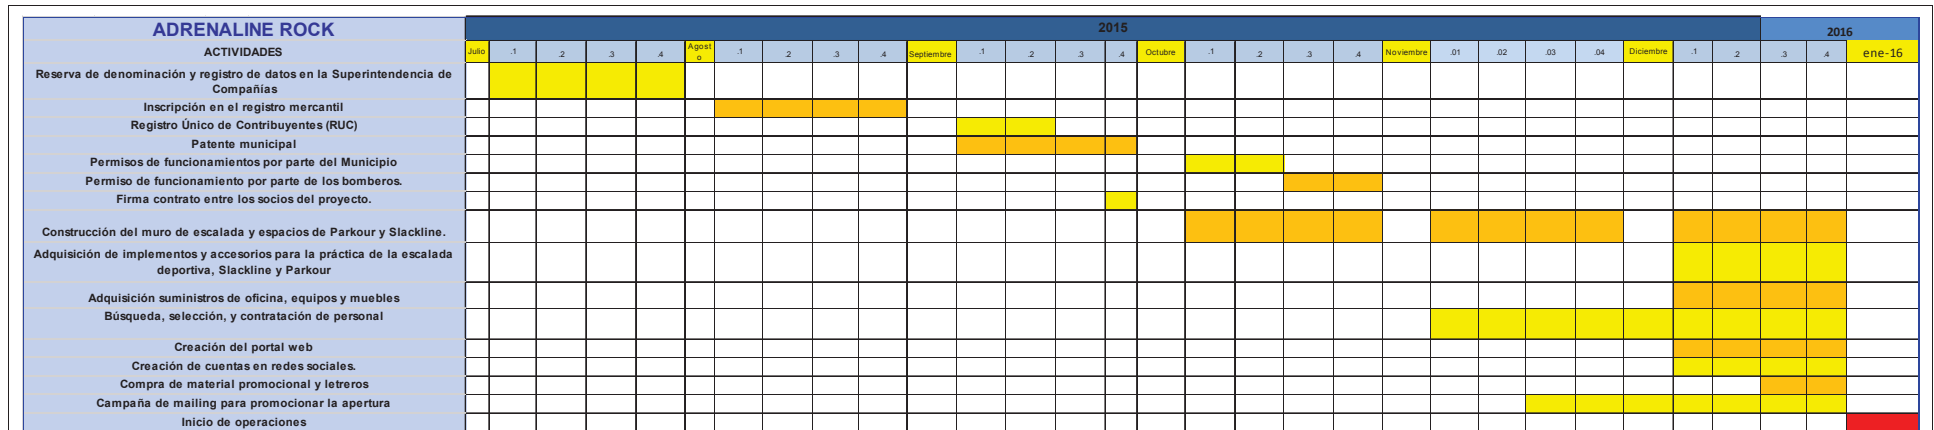 ADRENALINE ROCK 2015 2016
ACTIVIDADES Julio .1 .2 .3 .4 Agosto .1 .2 .3 .4 Septiembre .1 .2 .3 .4 Octubre .1 .2 .3 .4 Noviembre .01 .02 .03 .04 Diciembre .1 .2 .3 .4 ene-16
Reserva de denominación y registro de datos en la Superintendencia de
Compañías
Inscripción en el registro mercantil
Registro Único de Contribuyentes (RUC)
Patente municipal
Permisos de funcionamientos por parte del Municipio
Permiso de funcionamiento por parte de los bomberos.
Firma contrato entre los socios del proyecto.
Construcción del muro de escalada y espacios de Parkour y Slackline.
Adquisición de implementos y accesorios para la práctica de la escalada
deportiva, Slackline y Parkour
Adquisición suministros de oficina, equipos y muebles
Búsqueda, selección, y contratación de personal
Creación del portal web
Creación de cuentas en redes sociales.
Compra de material promocional y letreros
Campaña de mailing para promocionar la apertura
Inicio de operaciones